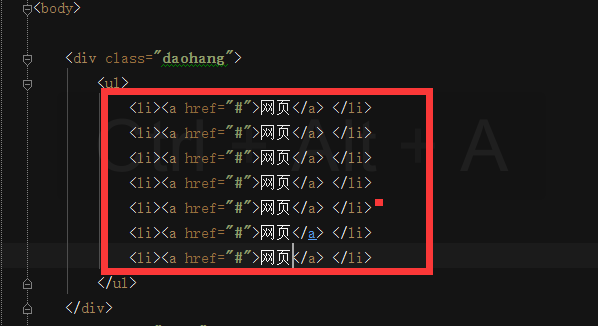 <body>
<div class="daohang">
<ul>
<li><a href="#">网页</a> </li>
<li><a href="#">网页</a> </li>
<li><a href="#">网页</a> </li>
<li><a href="#">网页</a> </li>
<li><a href="#">网页</a> </li>
<li><a href="#">网页</a> </li>
<li><a href="#">网页</a> </li>
</ul>
</div>
Ctrl + Alt + A